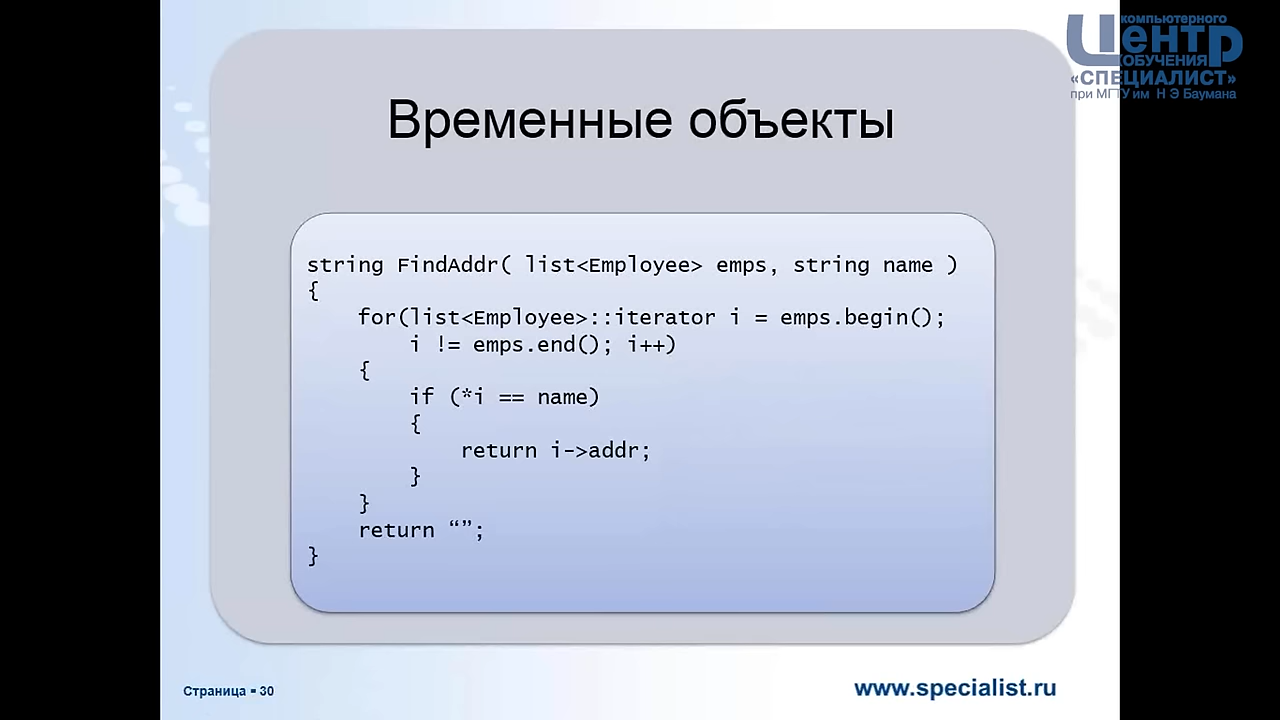 компьютерного
Центр
ОБУЧЕНИЯ
«СПЕЦИАЛИСТ»
при МГТУ им Н Э Баумана
Временные объекты
string FindAddr( list<Employee> emps, string name )
{
for(list<Employee>::iterator i = emps.begin();
i != emps.end(); i++)
{
if (*i == name)
{
return i->addr;
}
}
return “”;
}
Страница ▪ 30
www.specialist.ru